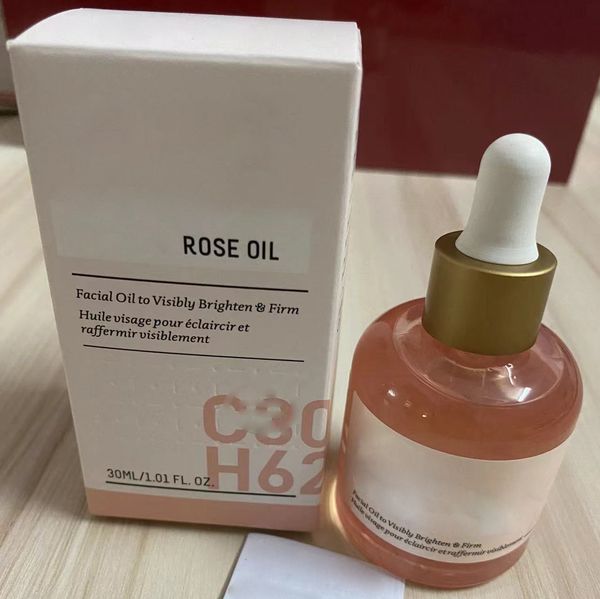 ROSE OIL
Facial Oil to Visibly Brighten & Firm
Huile visage pour éclaircir et
raffermir visiblement
C30
H62
30ML/1.01 FL. OZ.
Facial Oil to Visibly Brighten & Firm
Huile visage pour éclaircir et raffermir visiblement